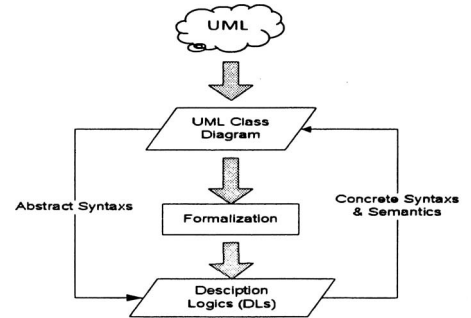 UML
UML Class
Diagram
Abstract Syntaxs
Formalization
Concrete Syntaxs
& Semantics
Desciption
Logics (DLs)